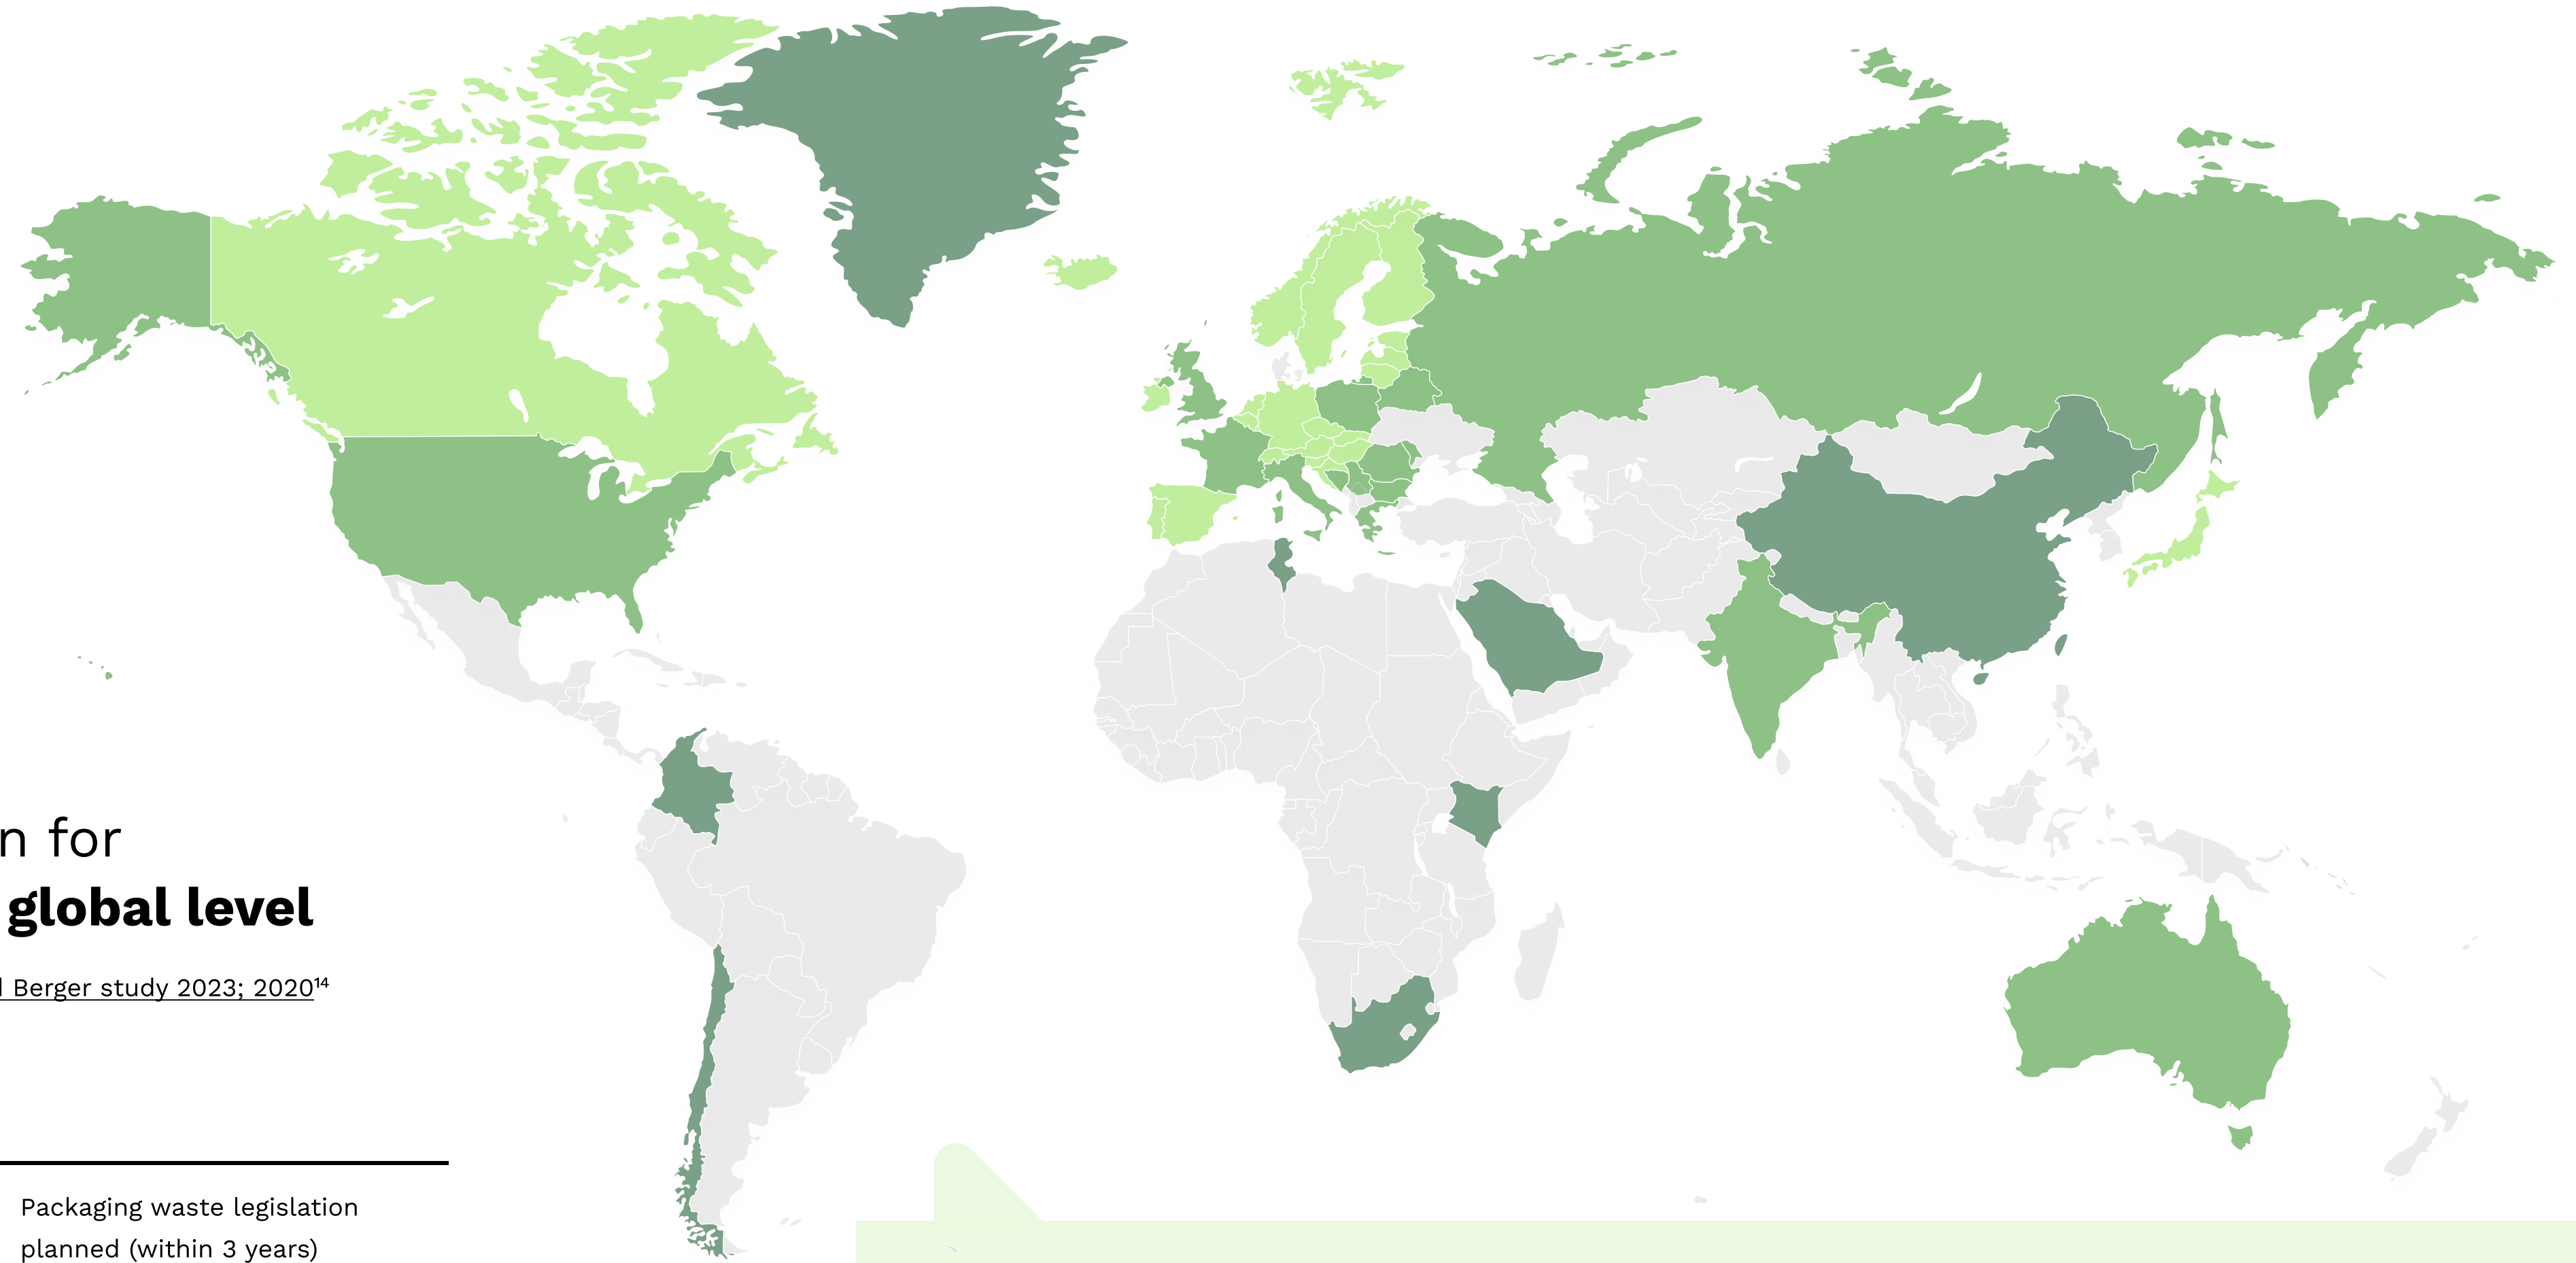 n for
global level
Berger study 2023; 2020¹⁴
Packaging waste legislation
planned (within 3 years)